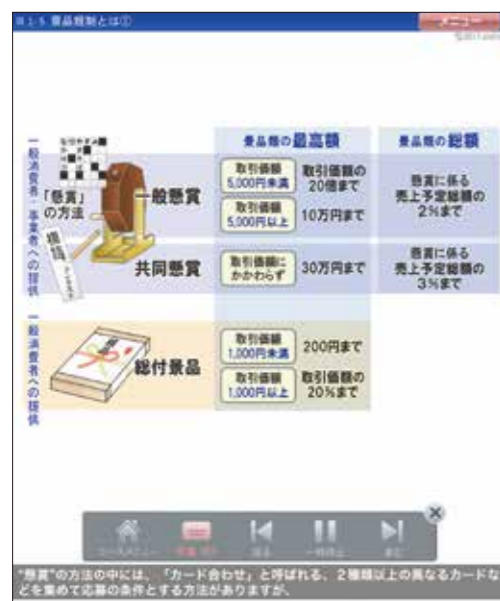 Ⅲ 1-5 景品規制とは①
メニュー
一般消費者・事業者への提供
「懸賞」
の方法
一般懸賞
共同懸賞
景品類の最高額
取引価額
5,000円未満
取引価額の
20倍まで
取引価額
5,000円以上
10万円まで
取引価額に
かかわらず
30万円まで
景品類の総額
懸賞に係る
売上予定総額の
2%まで
懸賞に係る
売上予定総額の
3%まで
一般消費者への提供
総付景品
取引価額
1,000円未満
200円まで
取引価額
1,000円以上
取引価額の
20%まで
"懸賞"の方法の中には、「カード合わせ」と呼ばれる、2種類以上の異なるカードな
どを集めて応募の条件とする方法がありますが、